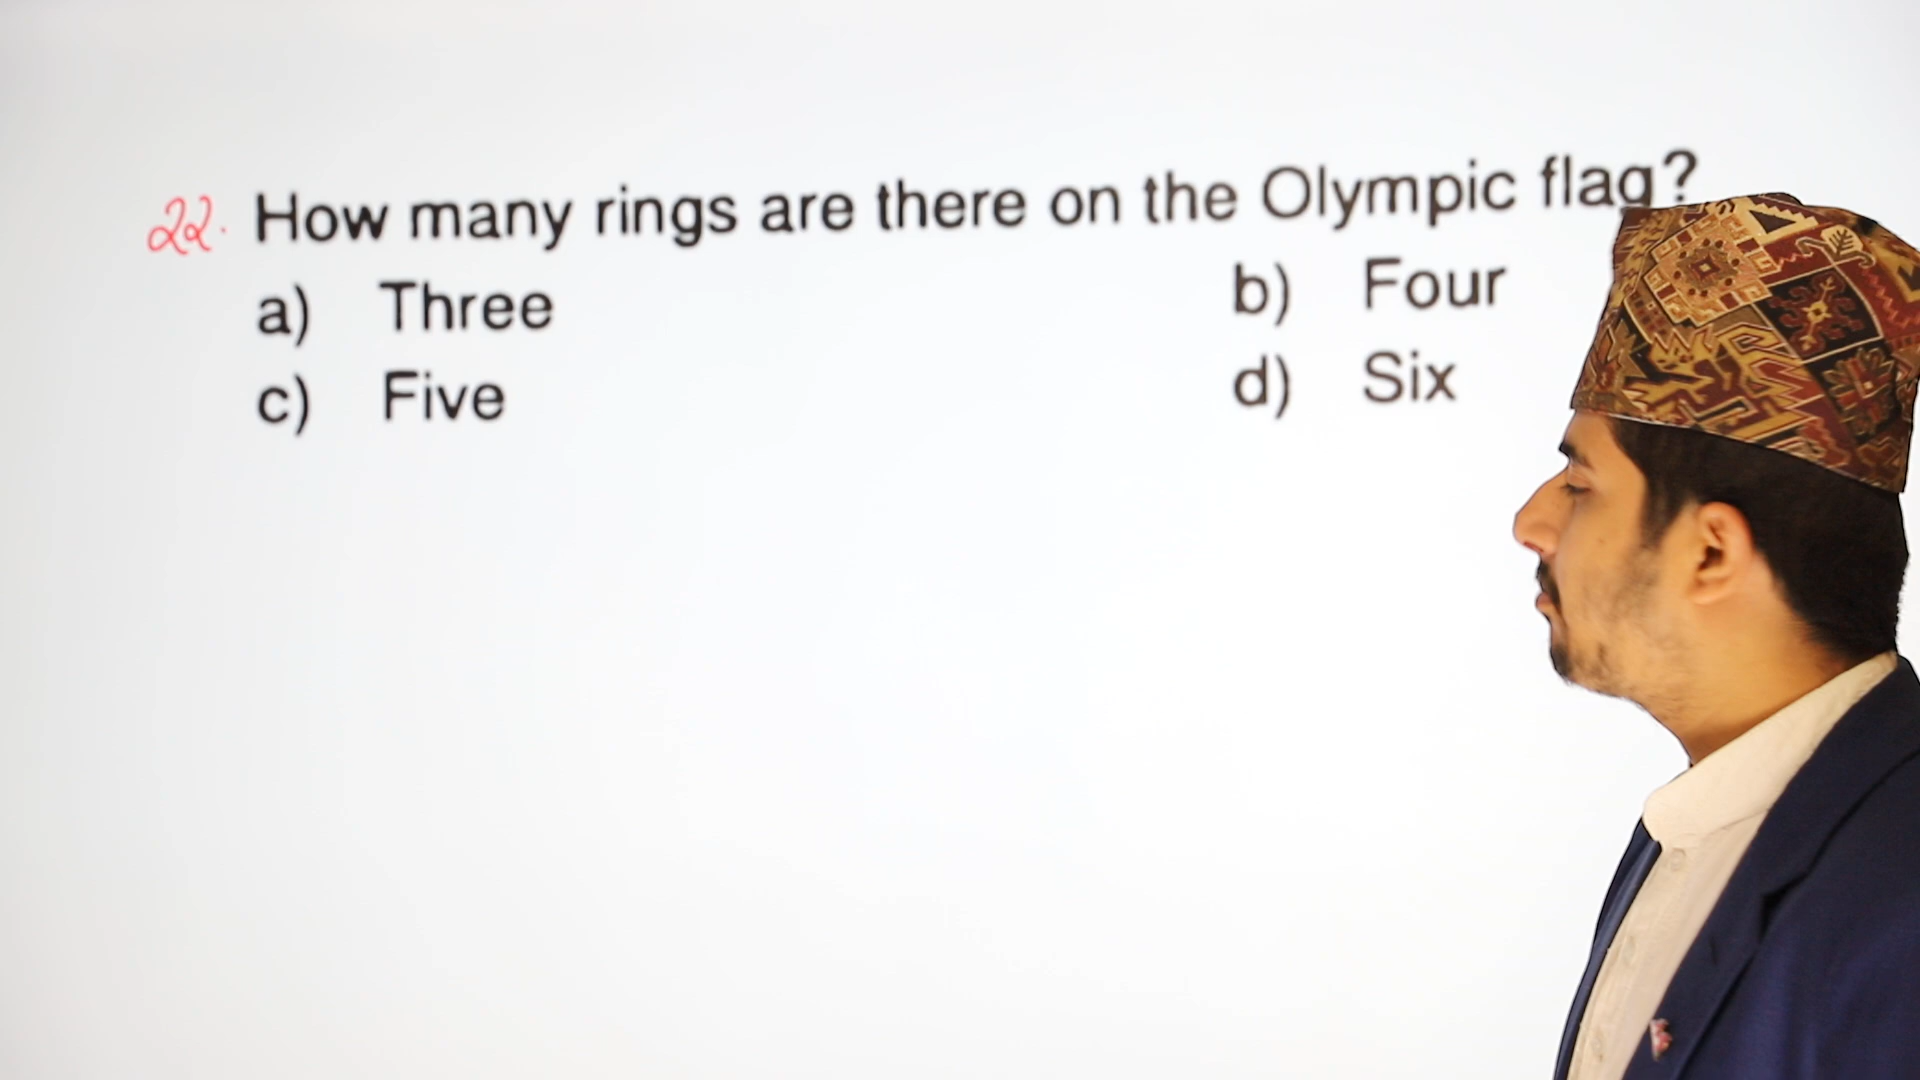 22. How many rings are there on the Olympic flag?
a) Three b) Four
c) Five d) Six